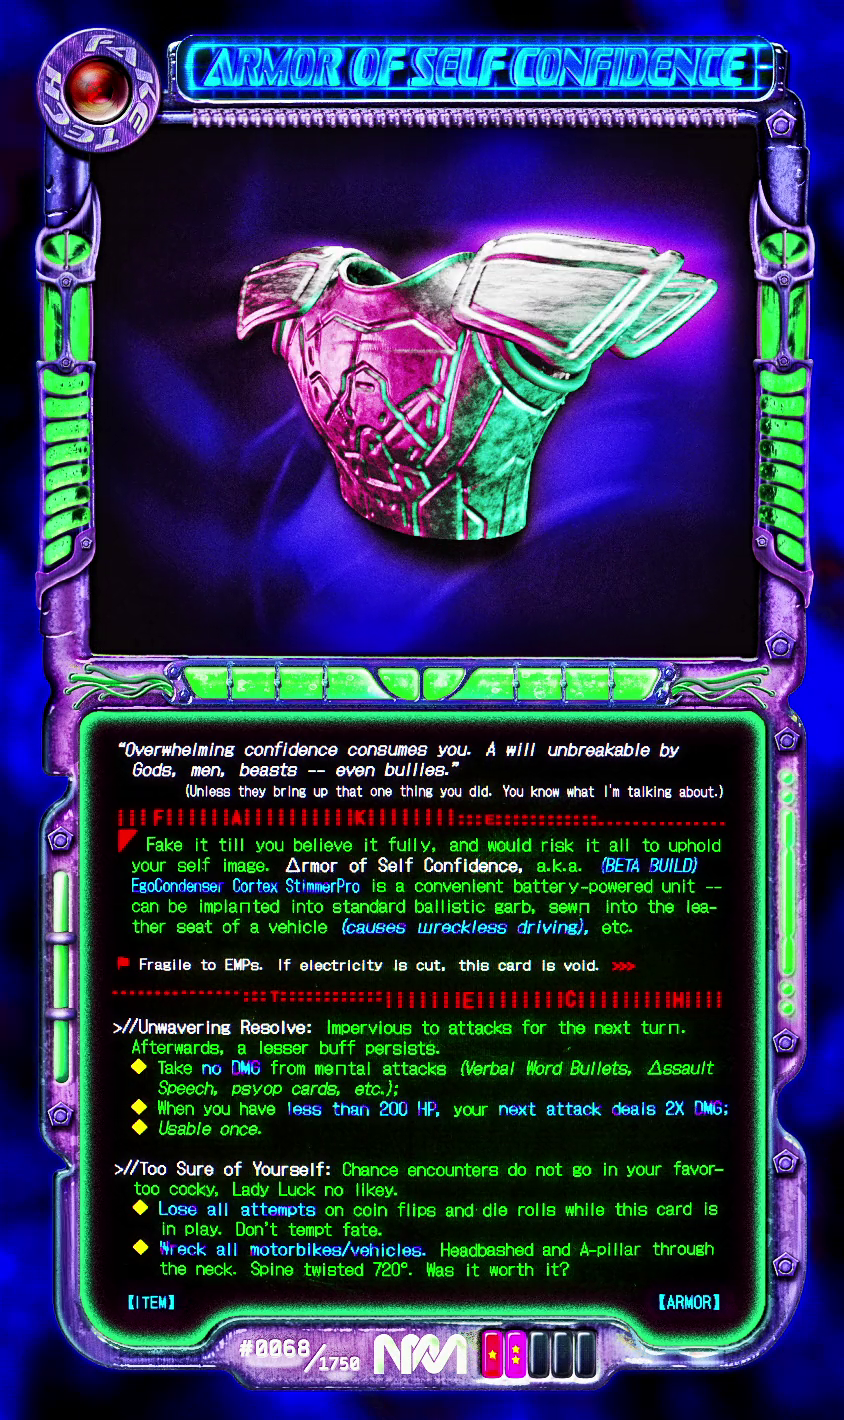 FAKE TECH
ΔRMOR OF SELF CONFIDENCE
“Overwhelming confidence consumes you. A will unbreakable by
Gods, men, beasts -- even bullies.”
(Unless they bring up that one thing you did. You know what I'm talking about.)
F A K E
Fake it till you believe it fully, and would risk it all to uphold
your self image. Δrmor of Self Confidence, a.k.a. (BETA BUILD)
EgoCondenser Cortex StimmerPro is a convenient battery-powered unit --
can be implanted into standard ballistic garb, sewn into the lea-
ther seat of a vehicle (causes wreckless driving), etc.
Fragile to EMPs. If electricity is cut, this card is void. >>>
T E C H
>//Unwavering Resolve: Impervious to attacks for the next turn.
Afterwards, a lesser buff persists.
Take no DMG from mental attacks (Verbal Word Bullets, Δssault
Speech, psyop cards, etc.);
When you have less than 200 HP, your next attack deals 2X DMG;
Usable once.
>//Too Sure of Yourself: Chance encounters do not go in your favor-
too cocky, Lady Luck no likey.
Lose all attempts on coin flips and die rolls while this card is
in play. Don't tempt fate.
Wreck all motorbikes/vehicles. Headbashed and A-pillar through
the neck. Spine twisted 720°. Was it worth it?
【ITEM】 【ARMOR】
#0068/1750